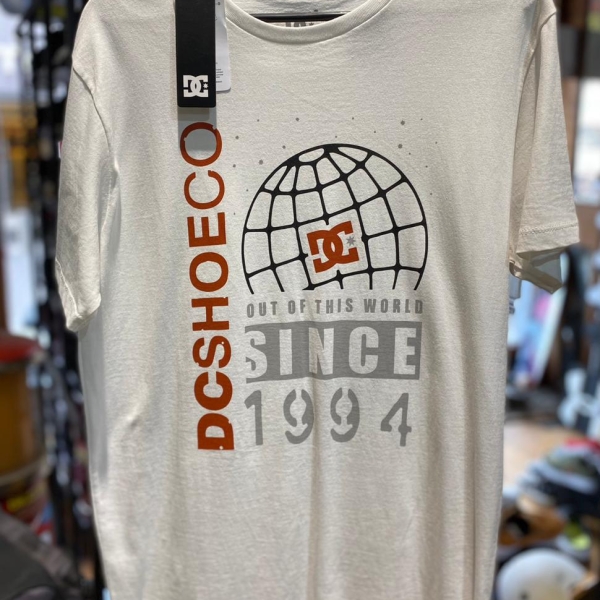 DC
DCSHOECO
DC
OUT OF THIS WORLD
SINCE
1994